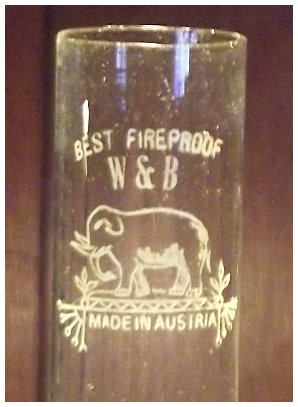 BEST FIREPROOF
W & B
MADE IN AUSTRIA